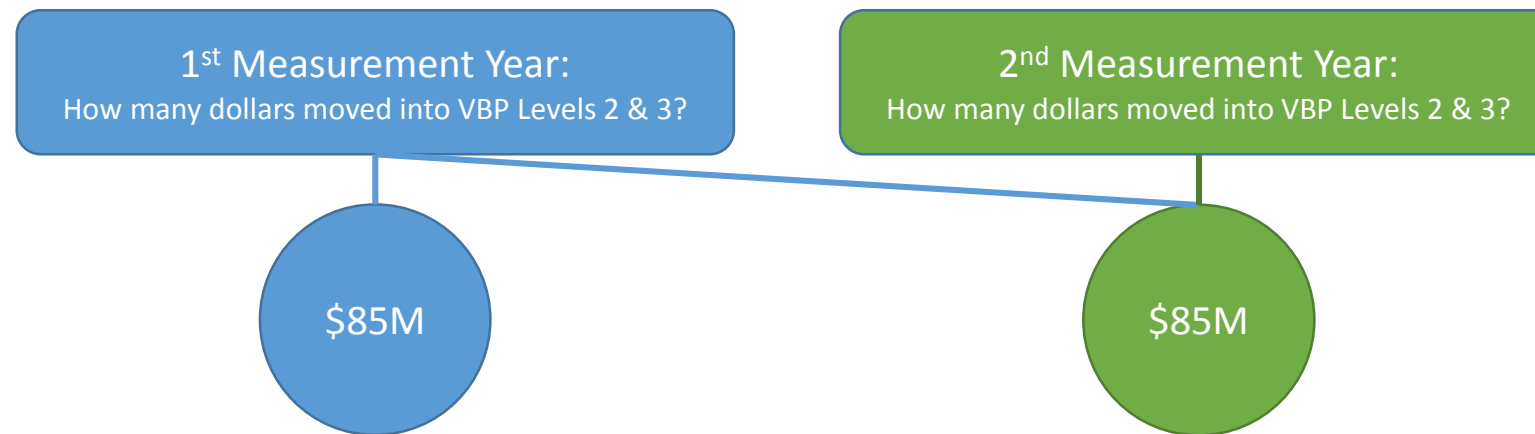 1st Measurement Year:
How many dollars moved into VBP Levels 2 & 3?
$85M
2nd Measurement Year:
How many dollars moved into VBP Levels 2 & 3?
$85M